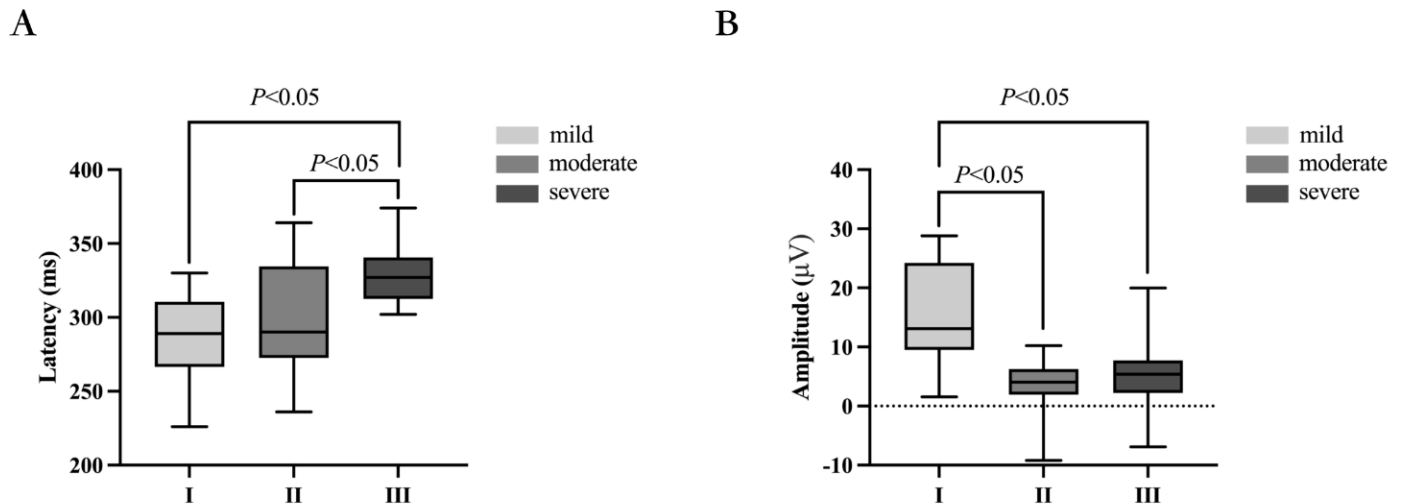 A
P<0.05
P<0.05
mild
moderate
severe
Latency (ms)
400
350
300
250
200
I II III
B
P<0.05
P<0.05
mild
moderate
severe
Amplitude (μV)
40
30
20
10
0
-10
I II III